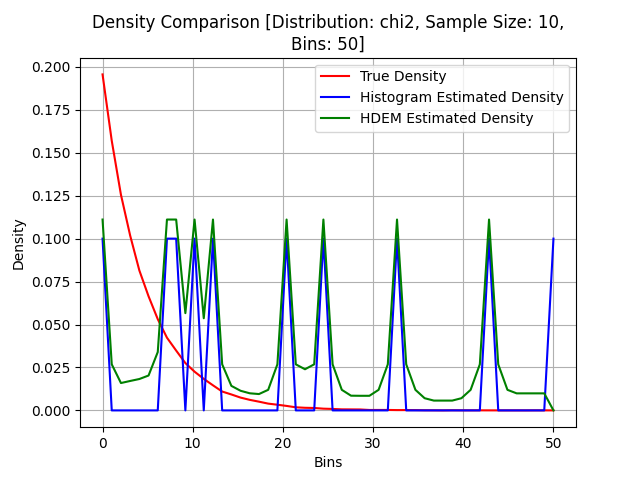 Density Comparison [Distribution: chi2, Sample Size: 10,
Bins: 50]
True Density
Histogram Estimated Density
HDEM Estimated Density
Density
0.200
0.175
0.150
0.125
0.100
0.075
0.050
0.025
0.000
0 10 20 30 40 50
Bins